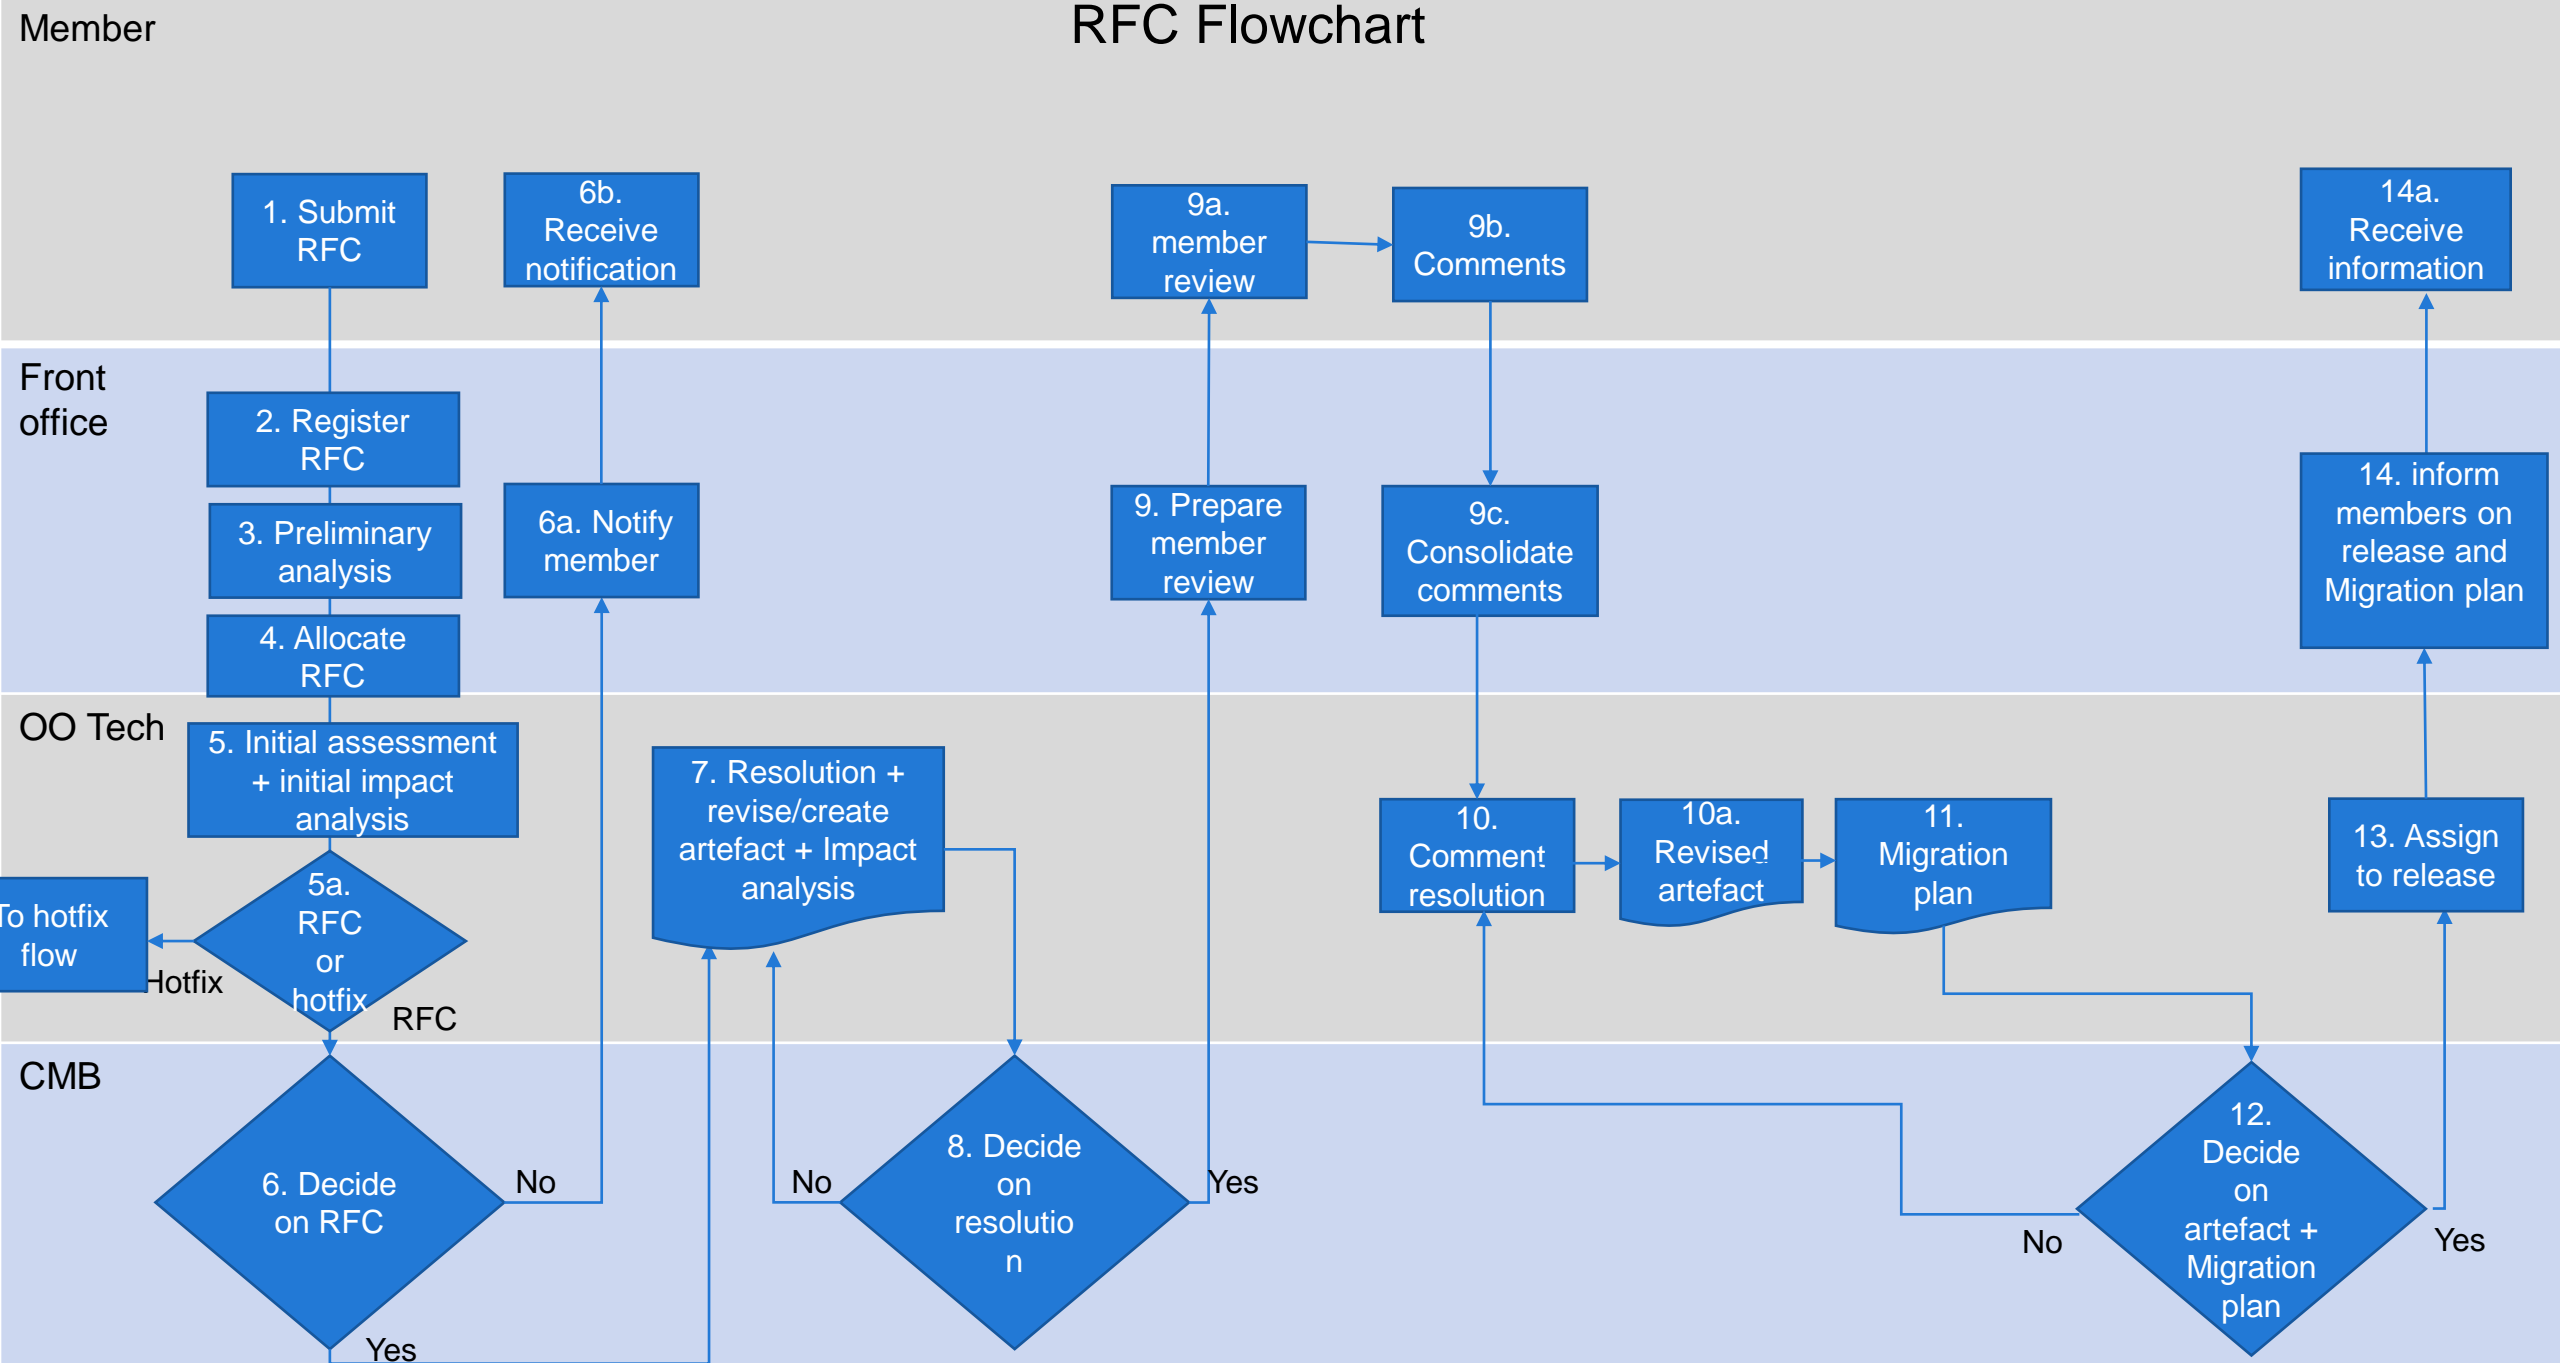 Member
RFC Flowchart
1. Submit
RFC
6b.
Receive
notification
9a.
member
review
9b.
Comments
14a.
Receive
information
Front
office
2. Register
RFC
3. Preliminary
analysis
4. Allocate
RFC
6a. Notify
member
9. Prepare
member
review
9c.
Consolidate
comments
14. inform
members on
release and
Migration plan
OO Tech
5. Initial assessment
+ initial impact
analysis
5a.
RFC
or
hotfix
To hotfix
flow
Hotfix
RFC
7. Resolution +
revise/create
artefact + Impact
analysis
10.
Comment
resolution
10a.
Revised
artefact
11.
Migration
plan
13. Assign
to release
CMB
6. Decide
on RFC
No
Yes
8. Decide
on
resolutio
n
No
Yes
12.
Decide
on
artefact +
Migration
plan
No
Yes